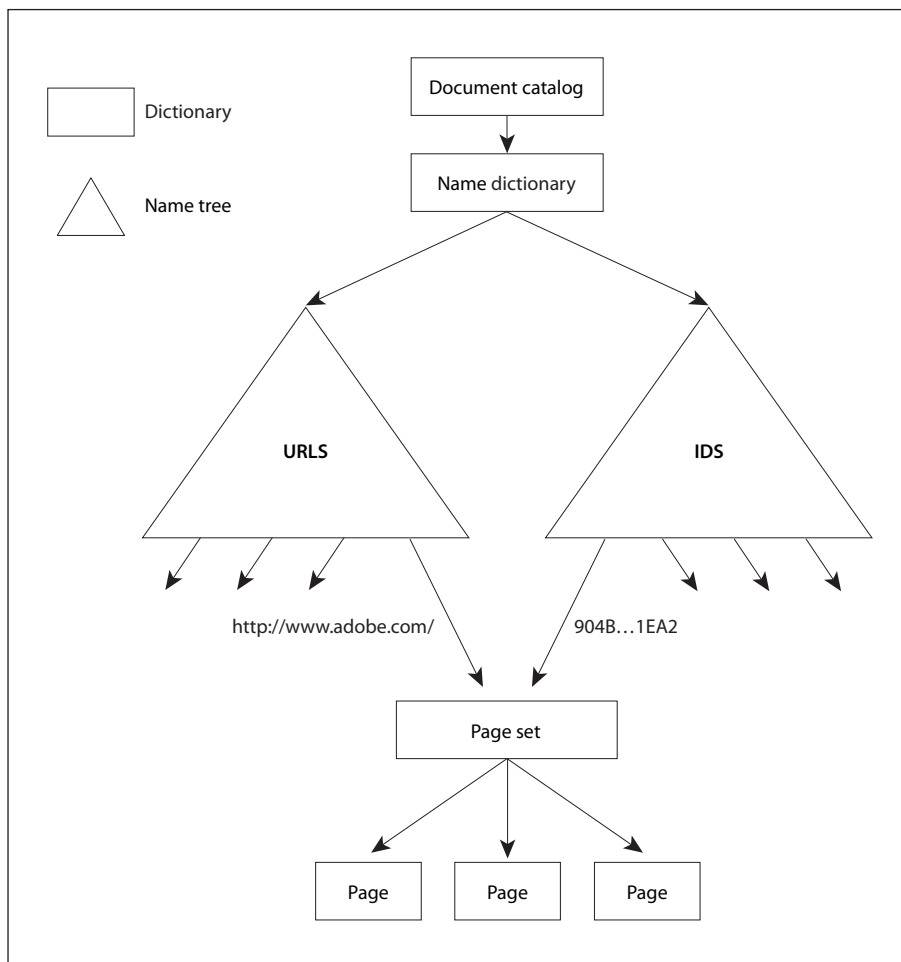 Document catalog
Dictionary
Name dictionary
Name tree
URLS
IDS
http://www.adobe.com/
904B…1EA2
Page set
Page
Page
Page